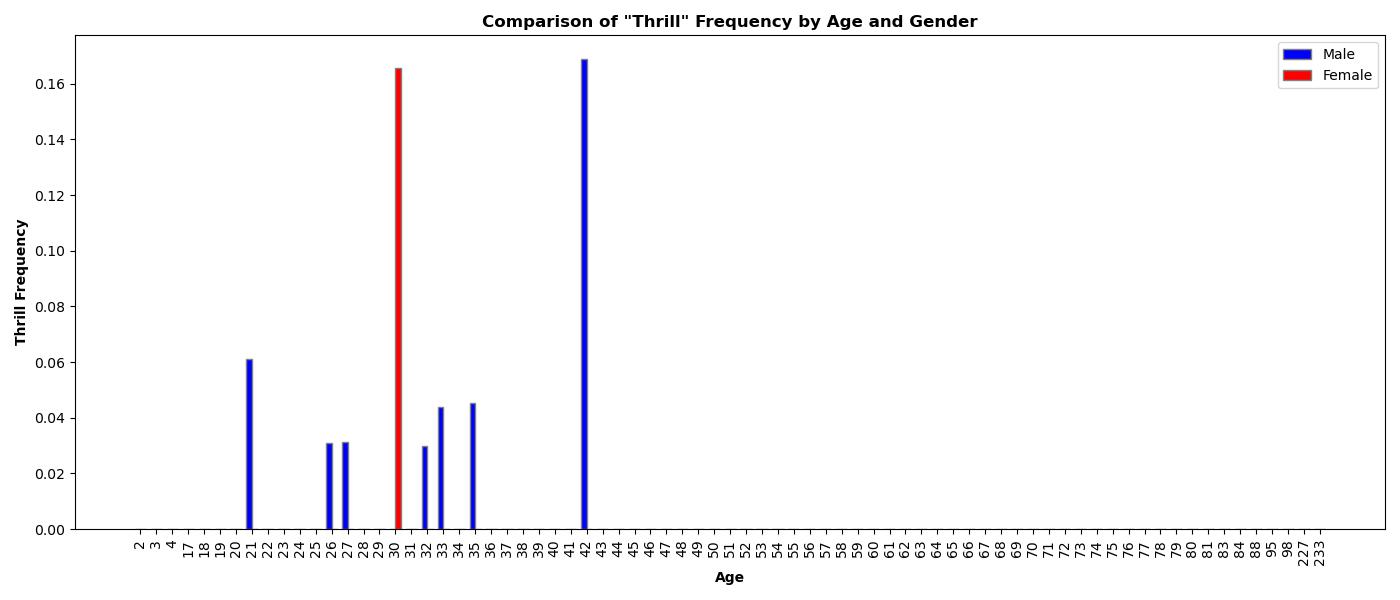 Comparison of "Thrill" Frequency by Age and Gender
Male
Female
Thrill Frequency
0.16
0.14
0.12
0.10
0.08
0.06
0.04
0.02
0.00
2 3 4 17 18 19 20 21 22 23 24 25 26 27 28 29 30 31 32 33 34 35 36 37 38 39 40 41 42 43 44 45 46 47 48 49 50 51 52 53 54 55 56 57 58 59 60 61 62 63 64 65 66 67 68 69 70 71 72 73 74 75 76 77 78 79 80 81 83 84 88 95 98 227 233
Age